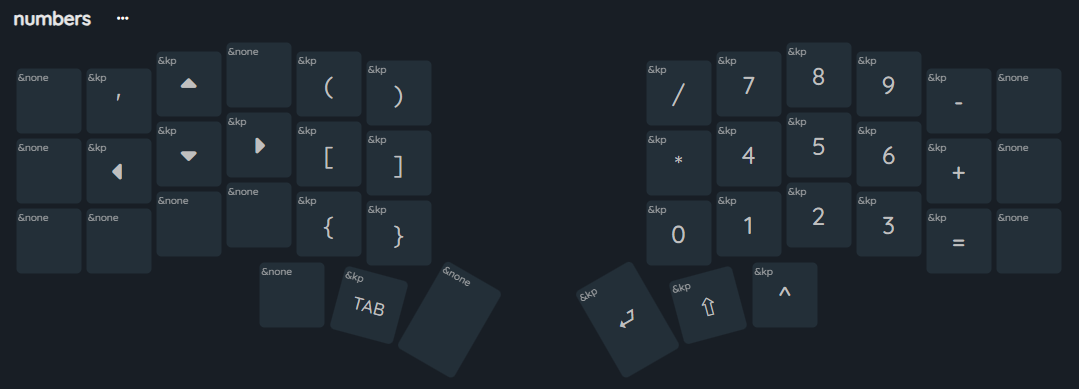 numbers •••
&none &kp ' &kp &none &kp ( &kp ) &kp / &kp 7 &kp 8 &kp 9 &kp - &none
&none &kp &kp &kp &kp [ &kp ] &kp * &kp 4 &kp 5 &kp 6 &kp + &none
&none &none &none &none &kp { &kp } &kp 0 &kp 1 &kp 2 &kp 3 &kp = &none
&none &kp TAB &none &kp &kp &kp ^